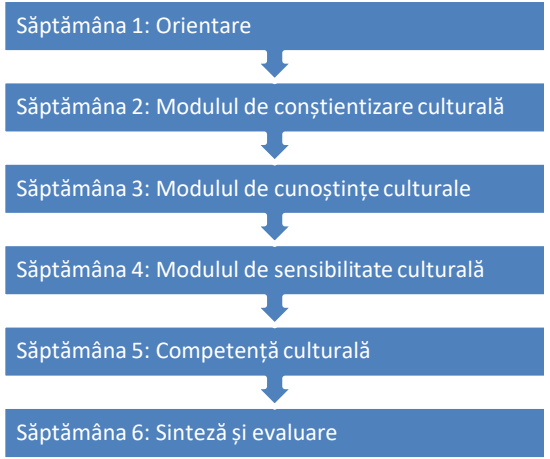 Săptămâna 1: Orientare
Săptămâna 2: Modulul de conștientizare culturală
Săptămâna 3: Modulul de cunoștințe culturale
Săptămâna 4: Modulul de sensibilitate culturală
Săptămâna 5: Competență culturală
Săptămâna 6: Sinteză și evaluare